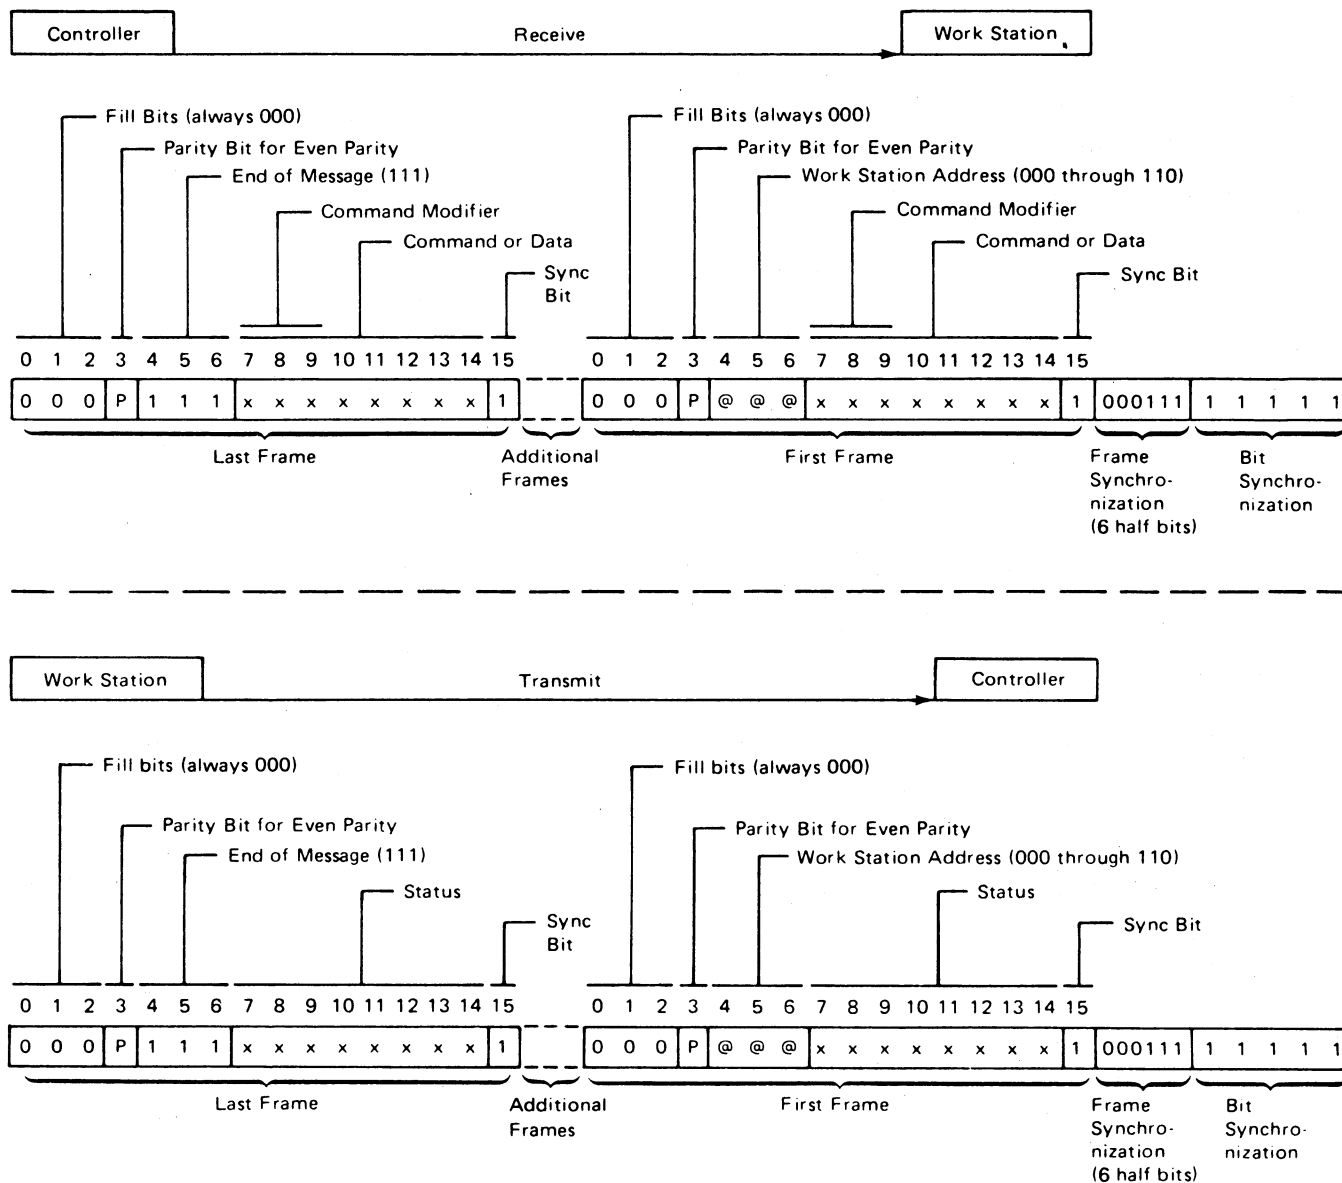 Controller Receive Work Station
Fill Bits (always 000) Fill Bits (always 000)
Parity Bit for Even Parity Parity Bit for Even Parity
End of Message (111) Work Station Address (000 through 110)
Command Modifier Command Modifier
Command or Data Command or Data
Sync Bit Sync Bit
0 1 2 3 4 5 6 7 8 9 10 11 12 13 14 15 0 1 2 3 4 5 6 7 8 9 10 11 12 13 14 15
0 0 0 P 1 1 1 x x x x x x x x 1 0 0 0 P @ @ @ x x x x x x x x 1 000111 1 1 1 1 1
Last Frame Additional First Frame Frame Bit
Frames Synchro- Synchro-
nization nization
(6 half bits)
Work Station Transmit Controller
Fill bits (always 000) Fill bits (always 000)
Parity Bit for Even Parity Parity Bit for Even Parity
End of Message (111) Work Station Address (000 through 110)
Status Status
Sync Bit Sync Bit
0 1 2 3 4 5 6 7 8 9 10 11 12 13 14 15 0 1 2 3 4 5 6 7 8 9 10 11 12 13 14 15
0 0 0 P 1 1 1 x x x x x x x x 1 0 0 0 P @ @ @ x x x x x x x x 1 000111 1 1 1 1 1
Last Frame Additional First Frame Frame Bit
Frames Synchro- Synchro-
nization nization
(6 half bits)